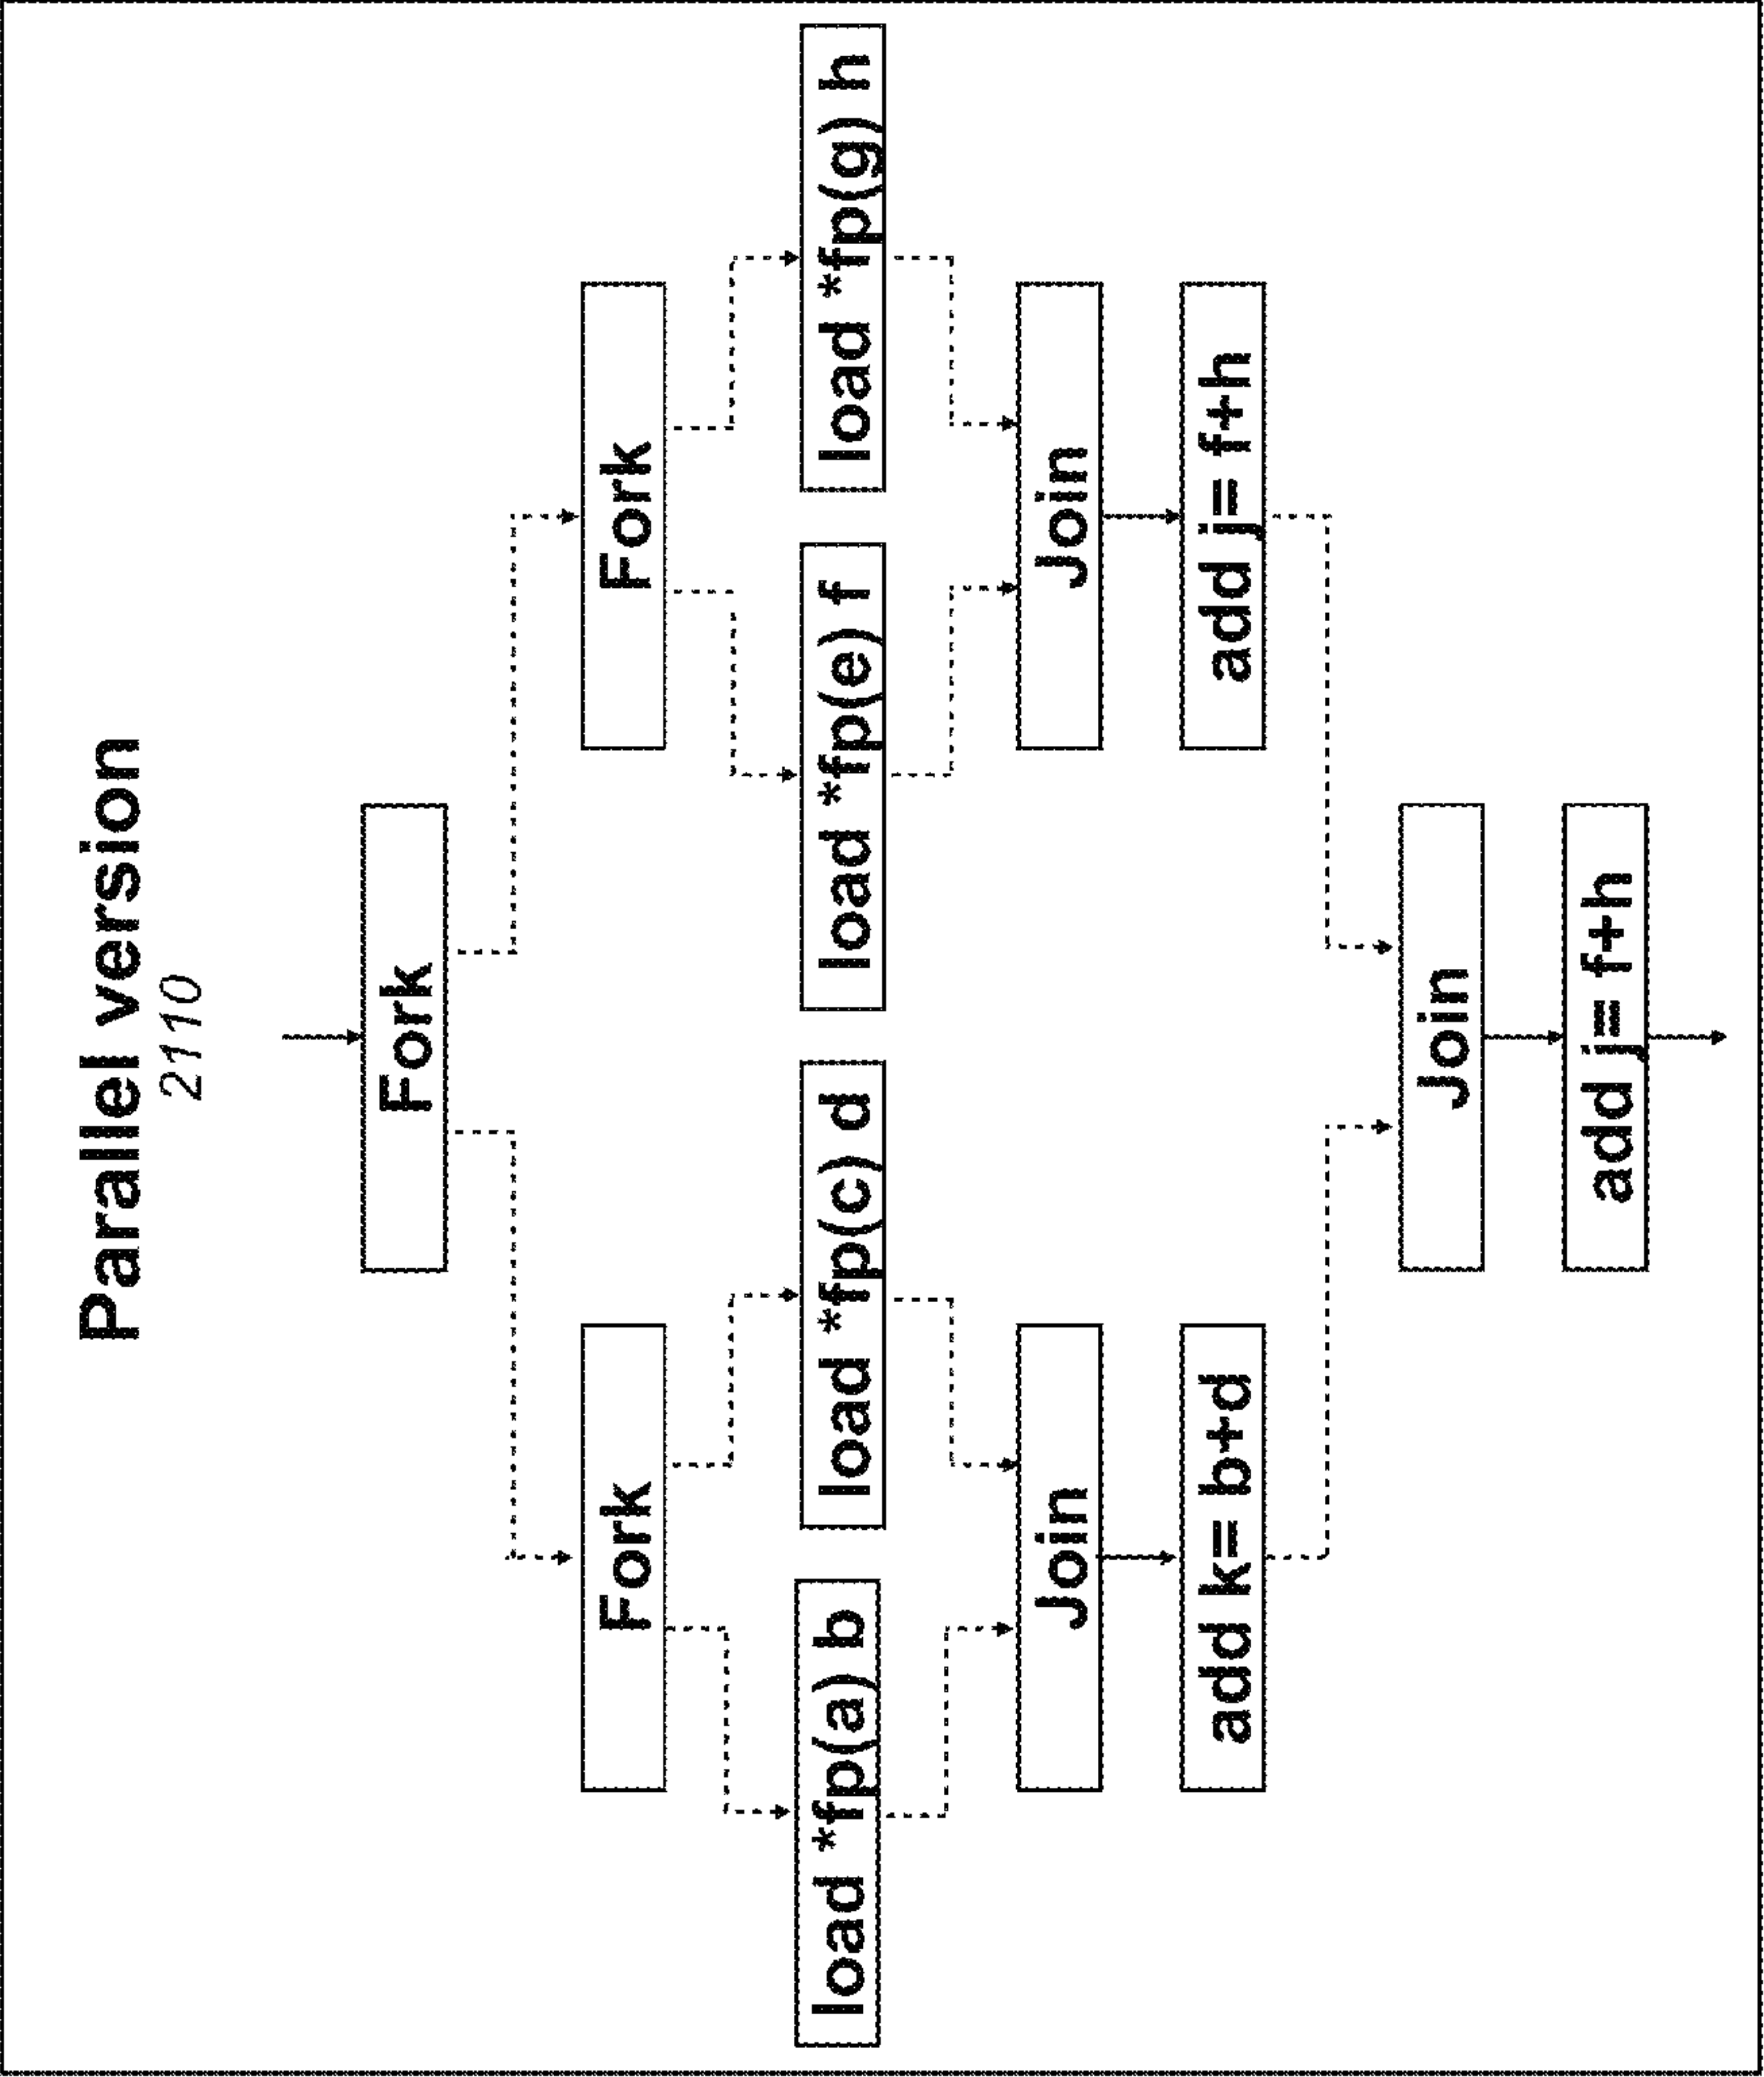 Parallel version
2110
Fork
Fork
Fork
load *fp(a) b
load *fp(c) d
load *fp(e) f
load *fp(g) h
Join
Join
add k= b+d
add j= f+h
Join
add j= f+h